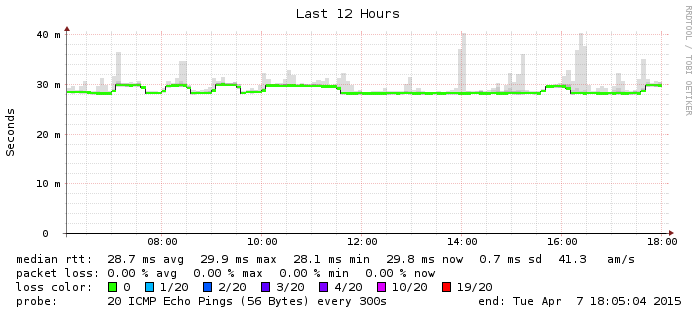 Last 12 Hours
RRDTOOL / TOBI OETIKER
Seconds
40 m
30 m
20 m
10 m
0
08:00 10:00 12:00 14:00 16:00 18:00
median rtt: 28.7 ms avg 29.9 ms max 28.1 ms min 29.8 ms now 0.7 ms sd 41.3 am/s
packet loss: 0.00 % avg 0.00 % max 0.00 % min 0.00 % now
loss color: 0 1/20 2/20 3/20 4/20 10/20 19/20
probe: 20 ICMP Echo Pings (56 Bytes) every 300s end: Tue Apr 7 18:05:04 2015